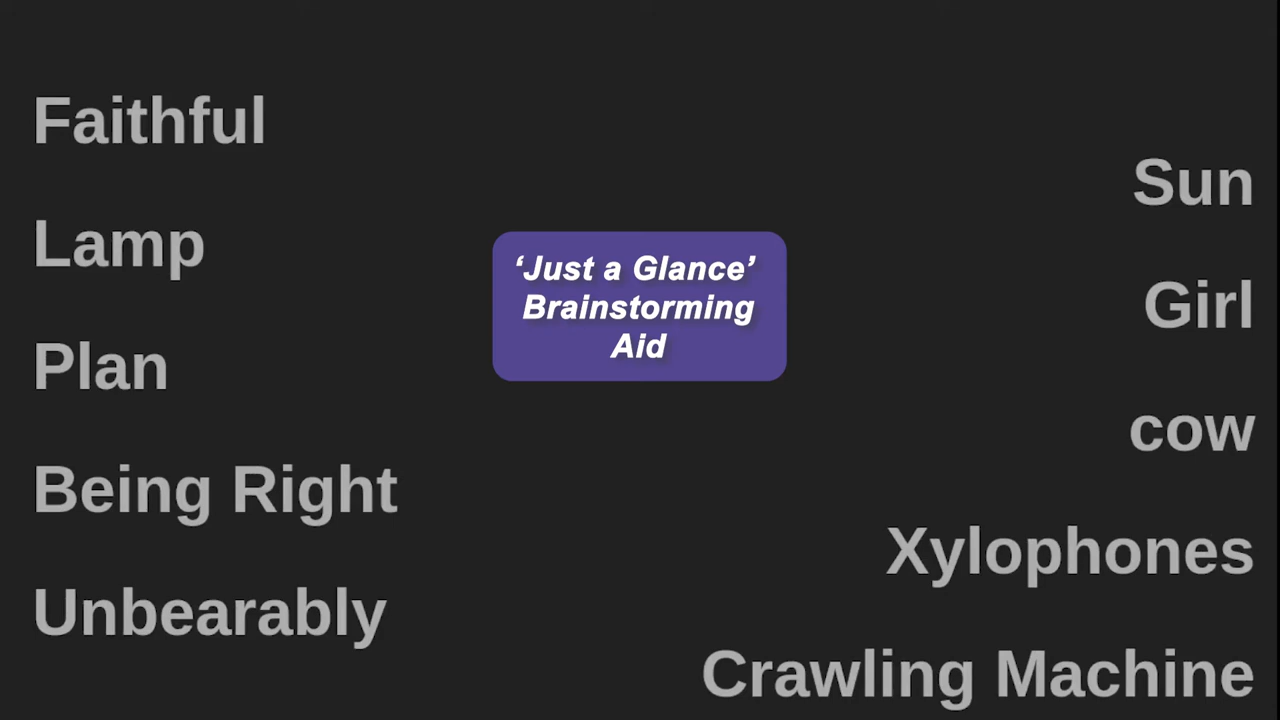 Faithful
Sun
Lamp
‘Just a Glance’
Brainstorming
Aid
Girl
Plan
cow
Being Right
Xylophones
Unbearably
Crawling Machine